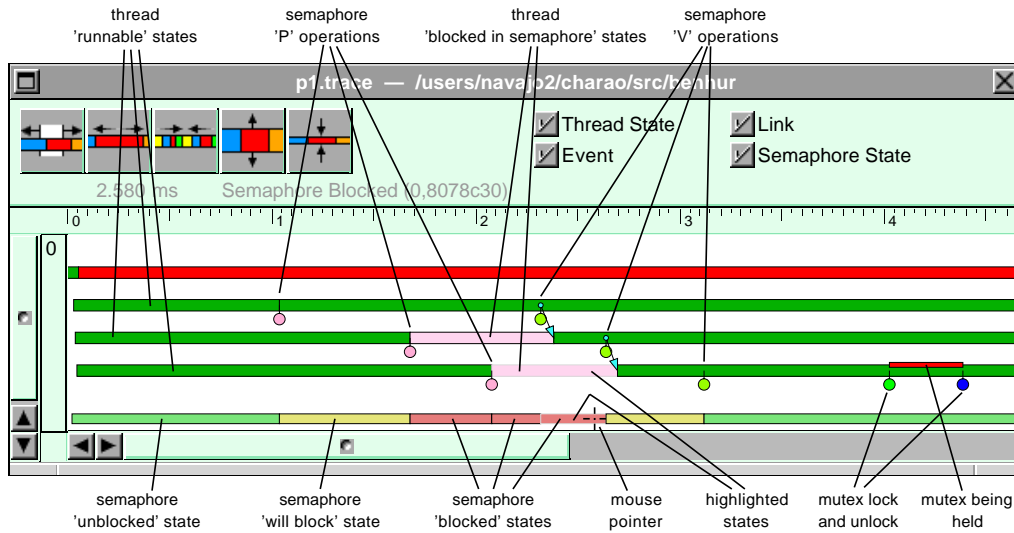 thread
'runnable' states
semaphore
'P' operations
thread
'blocked in semaphore' states
semaphore
'V' operations
p1.trace — /users/navajo2/charao/src/benhur
Thread State
Link
Event
Semaphore State
2.580 ms
Semaphore Blocked (0,8078c30)
0 1 2 3 4
0
semaphore
'unblocked' state
semaphore
'will block' state
semaphore
'blocked' states
mouse
pointer
highlighted
states
mutex lock
and unlock
mutex being
held